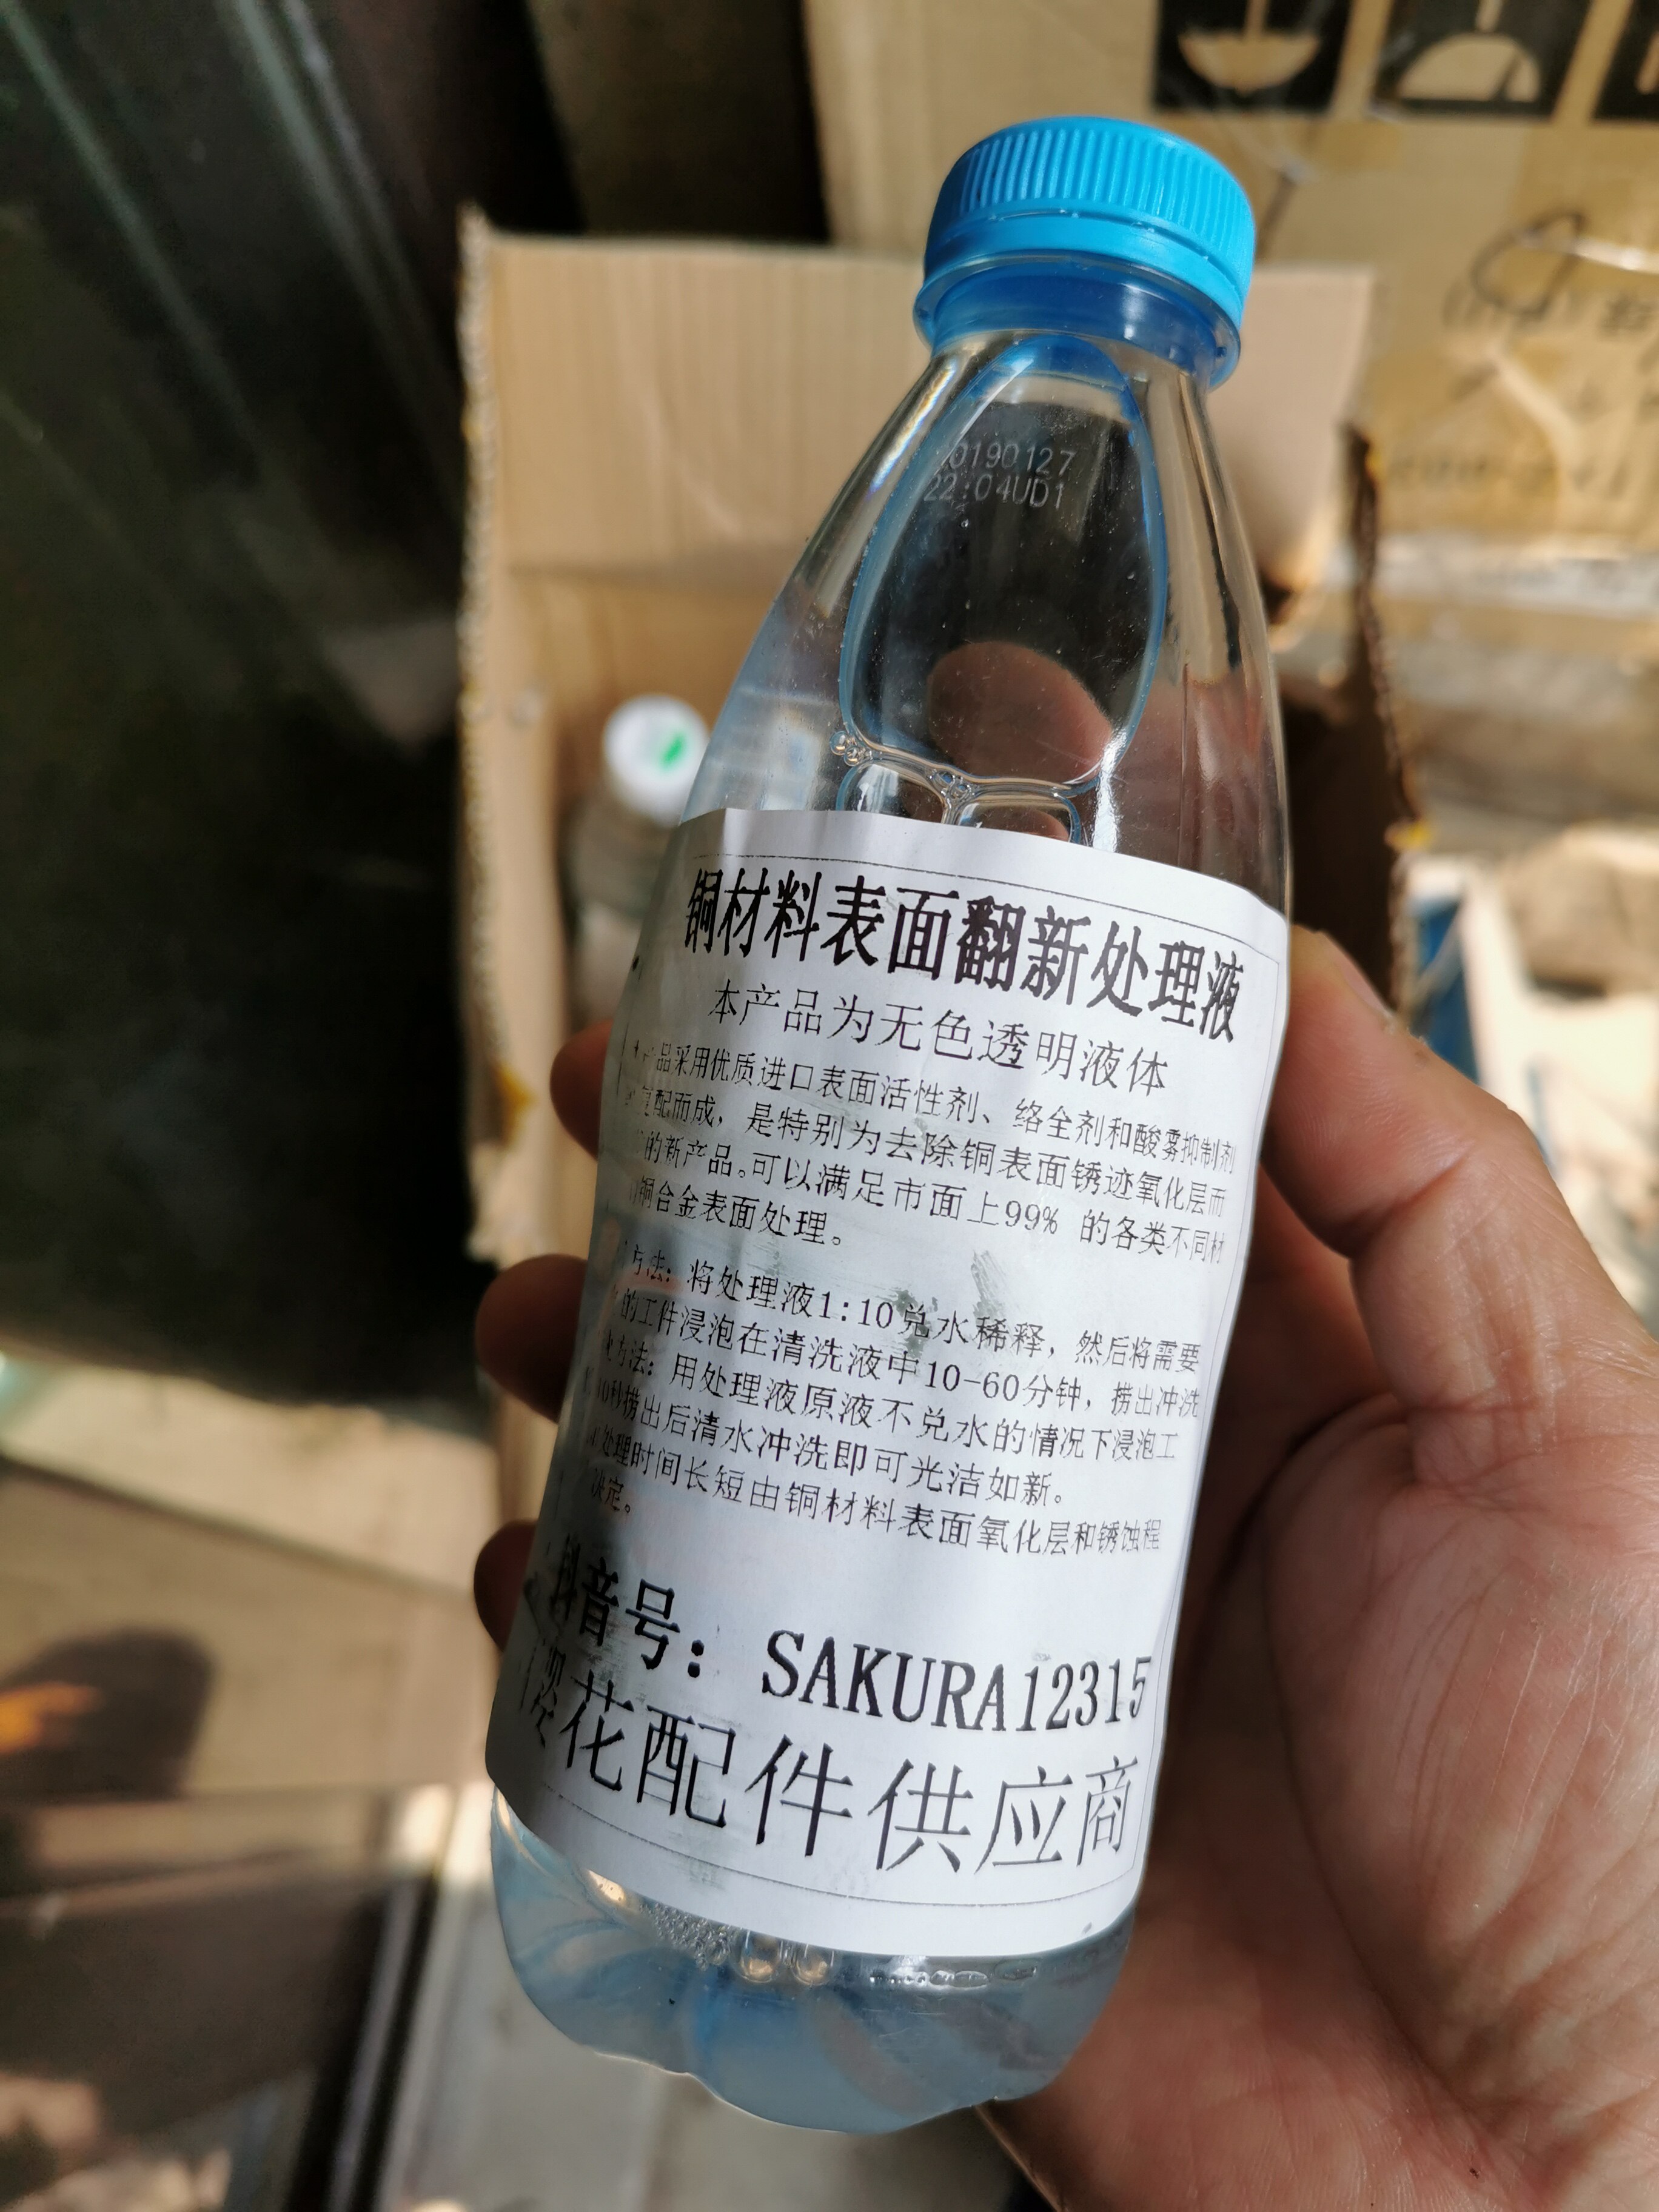 20190127
22:04UD1
铜材料表面翻新处理液
本产品为无色透明液体
品采用优质进口表面活性剂、络全剂和酸雾抑制剂
配而成，是特别为去除铜表面锈迹氧化层而
的新产品。可以满足市面上99% 的各类不同材
铜合金表面处理。
方法：将处理液1:10兑水稀释，然后将需要
的工件浸泡在清洗液中10-60分钟，捞出冲洗
方法：用处理液原液不兑水的情况下浸泡工
秒捞出后清水冲洗即可光洁如新。
处理时间长短由铜材料表面氧化层和锈蚀程
决定。
抖音号：SAKURA12315
樱花配件供应商